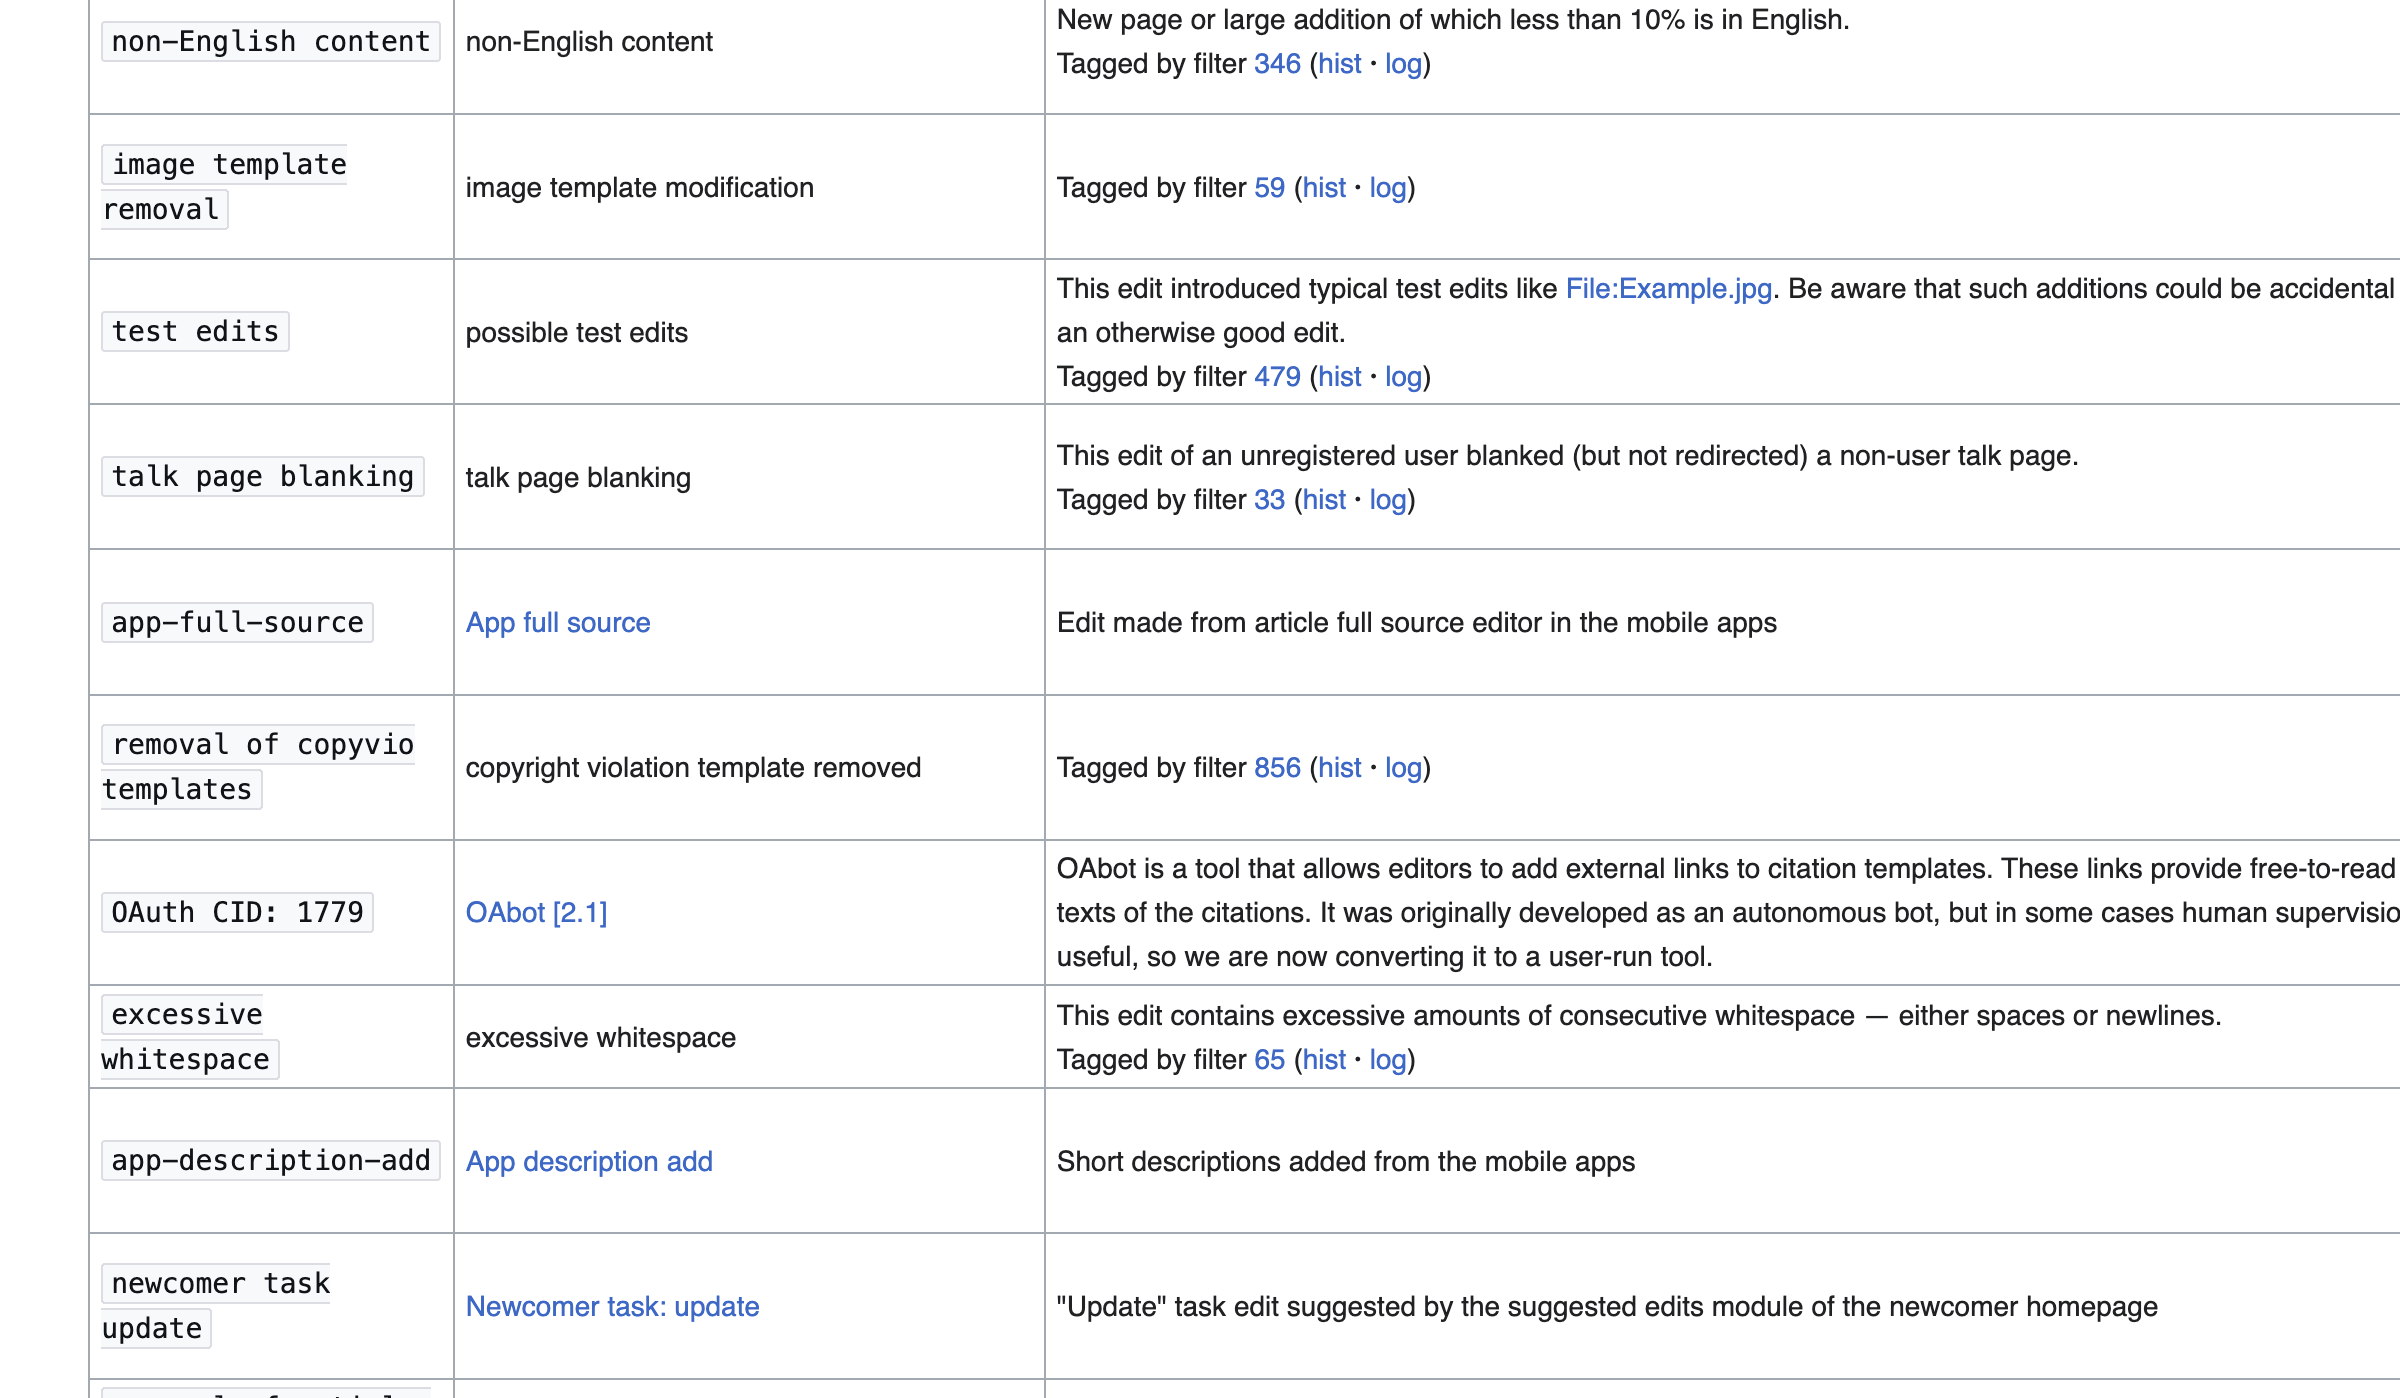 non-English content
non-English content
New page or large addition of which less than 10% is in English.
Tagged by filter 346 (hist · log)
image template
removal
image template modification
Tagged by filter 59 (hist · log)
test edits
possible test edits
This edit introduced typical test edits like File:Example.jpg. Be aware that such additions could be accidental
an otherwise good edit.
Tagged by filter 479 (hist · log)
talk page blanking
talk page blanking
This edit of an unregistered user blanked (but not redirected) a non-user talk page.
Tagged by filter 33 (hist · log)
app-full-source
App full source
Edit made from article full source editor in the mobile apps
removal of copyvio
templates
copyright violation template removed
Tagged by filter 856 (hist · log)
OAuth CID: 1779
OAbot [2.1]
OAbot is a tool that allows editors to add external links to citation templates. These links provide free-to-read
texts of the citations. It was originally developed as an autonomous bot, but in some cases human supervisio
useful, so we are now converting it to a user-run tool.
excessive
whitespace
excessive whitespace
This edit contains excessive amounts of consecutive whitespace — either spaces or newlines.
Tagged by filter 65 (hist · log)
app-description-add
App description add
Short descriptions added from the mobile apps
newcomer task
update
Newcomer task: update
"Update" task edit suggested by the suggested edits module of the newcomer homepage